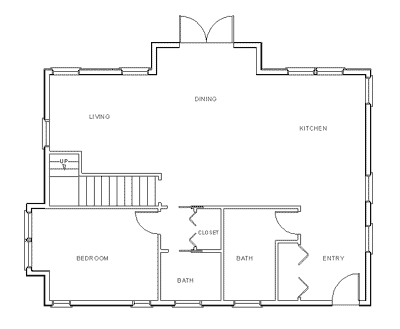 DINING
LIVING
KITCHEN
UP
CLOSET
BEDROOM
BATH
ENTRY
BATH